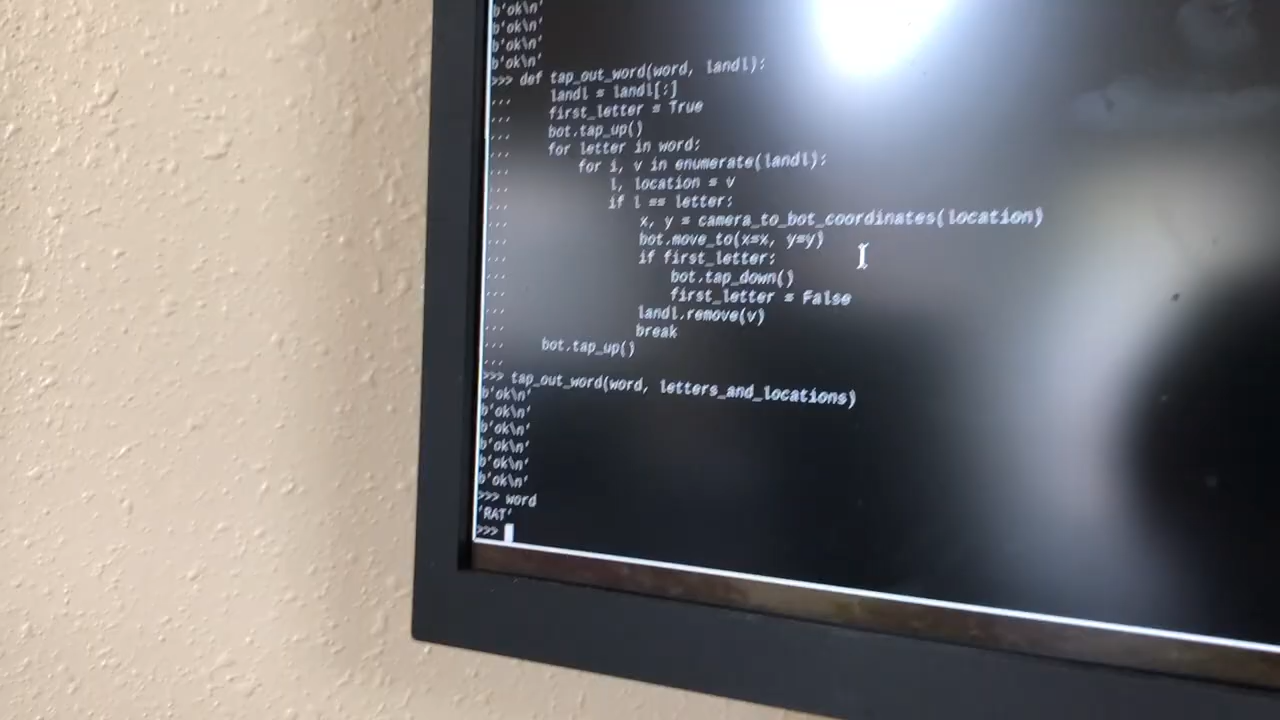 b'ok\n'
b'ok\n'
b'ok\n'
b'ok\n'
>>> def tap_out_word(word, landl):
...     landl = landl[:]
...     first_letter = True
...     bot.tap_up()
...     for letter in word:
...         for i, v in enumerate(landl):
...             l, location = v
...             if l == letter:
...                 x, y = camera_to_bot_coordinates(location)
...                 bot.move_to(x=x, y=y)
...                 if first_letter:
...                     bot.tap_down()
...                     first_letter = False
...                 landl.remove(v)
...                 break
...     bot.tap_up()
...
>>> tap_out_word(word, letters_and_locations)
b'ok\n'
b'ok\n'
b'ok\n'
b'ok\n'
b'ok\n'
b'ok\n'
>>> word
'RAT'
>>>